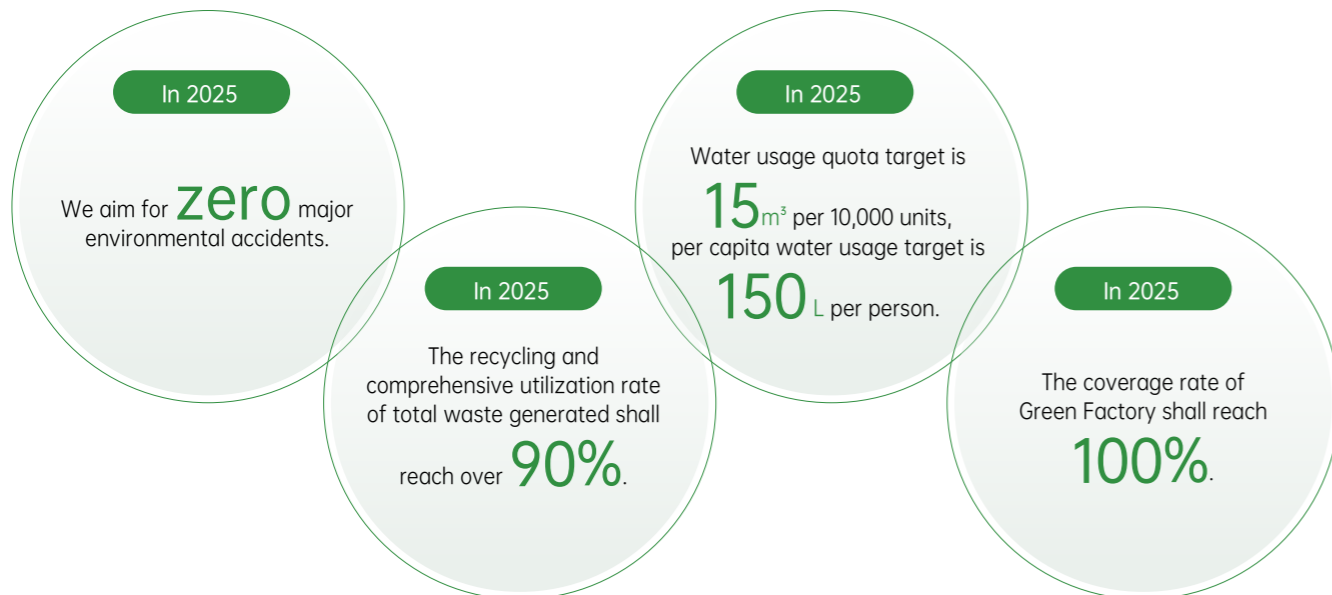 In 2025
We aim for zero major
environmental accidents.
In 2025
The recycling and
comprehensive utilization rate
of total waste generated shall
reach over 90%.
In 2025
Water usage quota target is
15m³ per 10,000 units,
per capita water usage target is
150 L per person.
In 2025
The coverage rate of
Green Factory shall reach
100%.